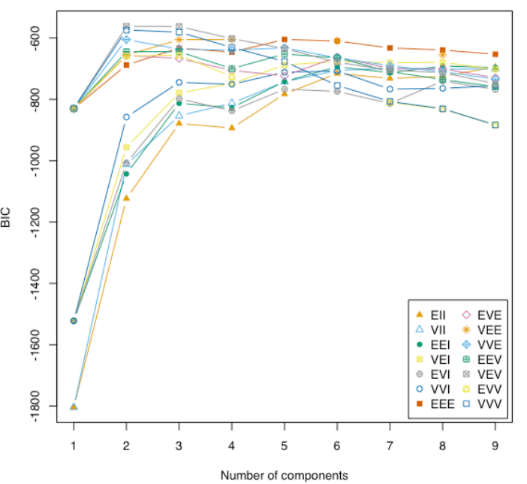 -600
-800
-1000
-1200
-1400
-1600
-1800
BIC
1 2 3 4 5 6 7 8 9
Number of components
EII EVE
VII VEE
EEI VVE
VEI EEV
EVI VEV
VVI EVV
EEE VVV